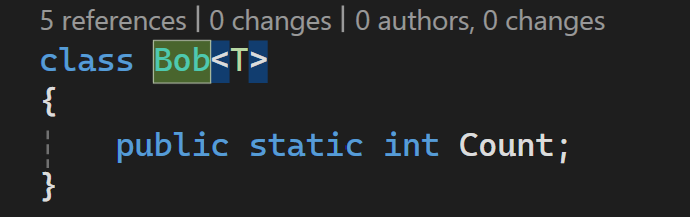 5 references | 0 changes | 0 authors, 0 changes
class Bob<T>
{
    public static int Count;
}